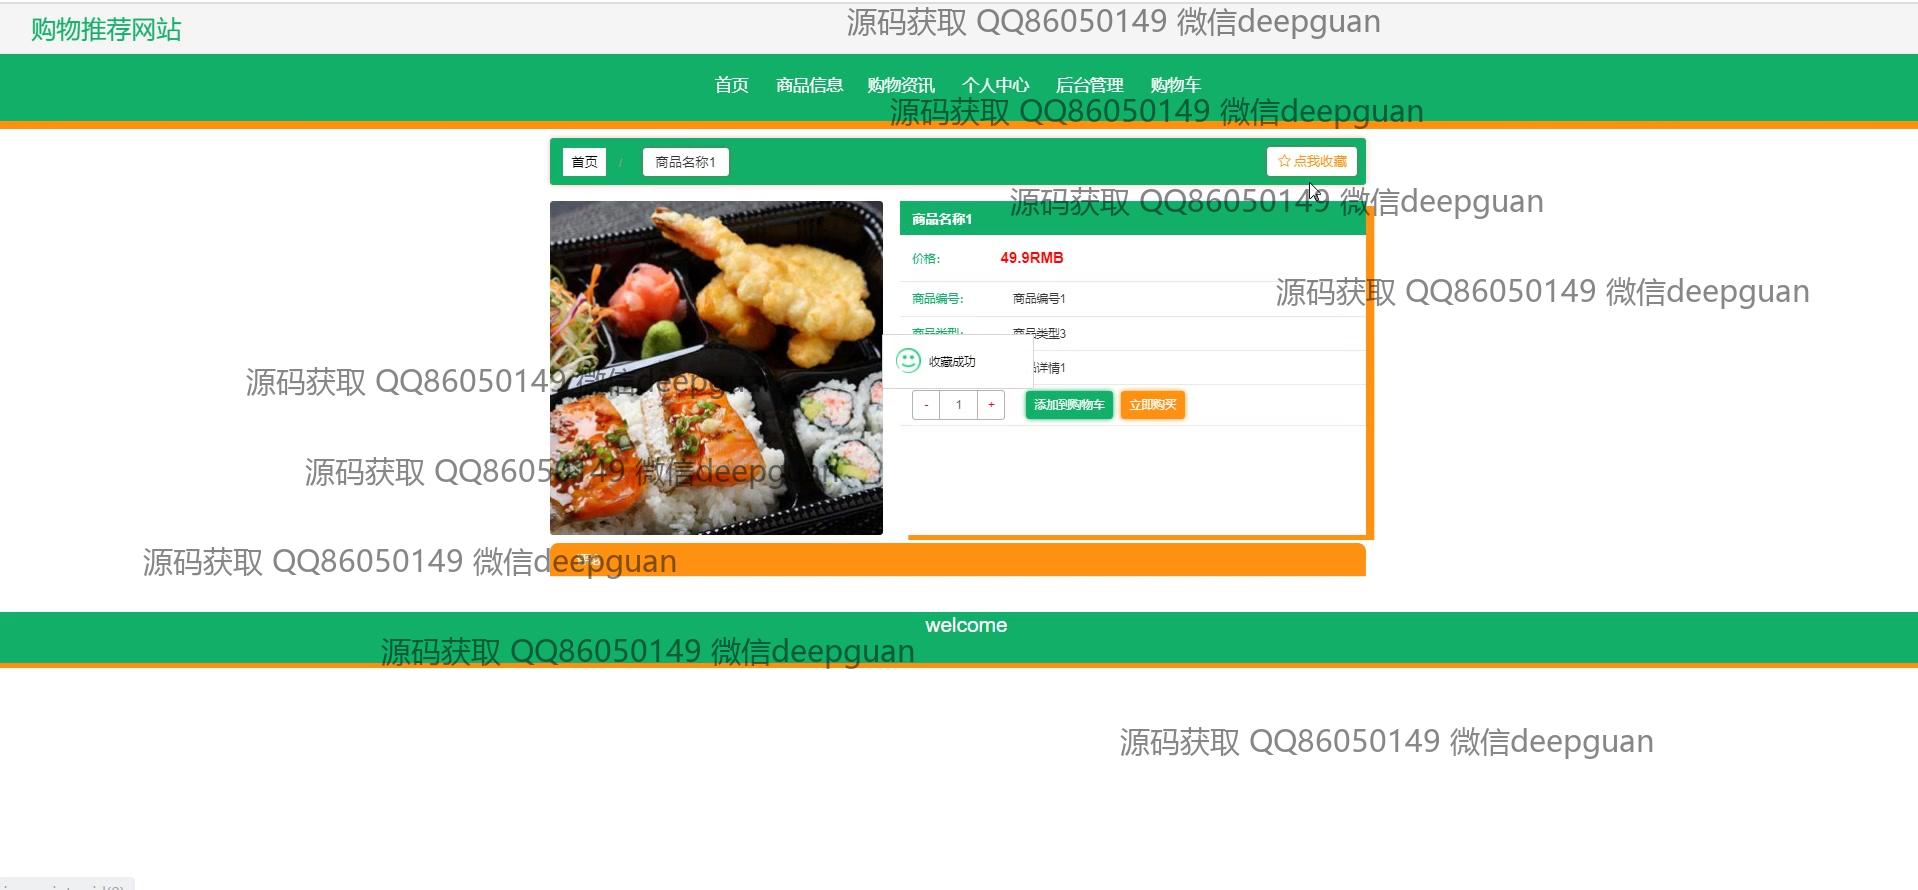 购物推荐网站
源码获取 QQ86050149 微信deepguan
首页 商品信息 购物资讯 个人中心 后台管理 购物车
源码获取 QQ86050149 微信deepguan
首页 / 商品名称1 点我收藏
源码获取 QQ86050149 微信deepguan
商品名称1
价格: 49.9RMB
源码获取 QQ86050149 微信deepguan
商品编号: 商品编号1
商品类型: 商品类型3
收藏成功
详情1
源码获取 QQ86050149 微信deepguan
- 1 + 添加到购物车 立即购买
源码获取 QQ86050149 微信deepguan
源码获取 QQ86050149 微信deepguan
welcome
源码获取 QQ86050149 微信deepguan
源码获取 QQ86050149 微信deepguan